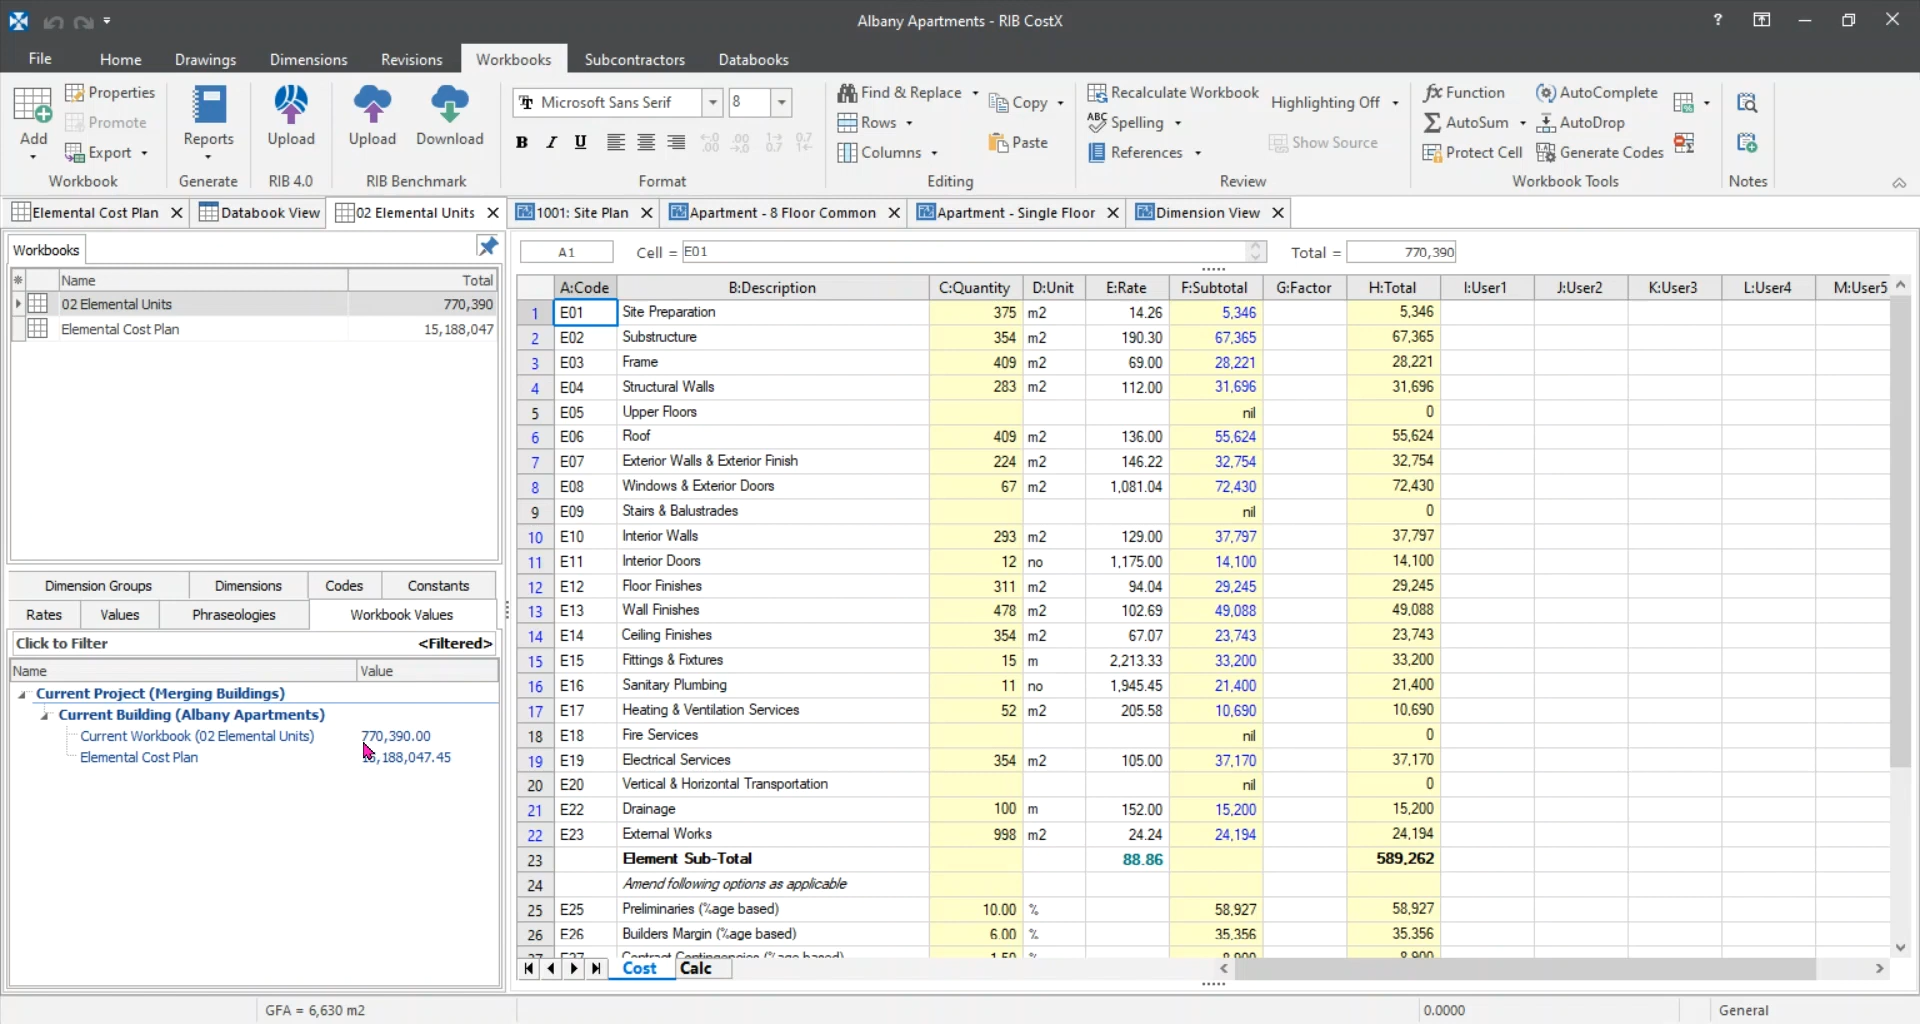 Albany Apartments - RIB CostX
?
File Home Drawings Dimensions Revisions Workbooks Subcontractors Databooks
Add
Properties
Promote
Export
Workbook
Reports
Generate
Upload
RIB 4.0
Upload Download
RIB Benchmark
Microsoft Sans Serif 8
B I U
Format
Find & Replace
Rows
Columns
Copy
Paste
Editing
Recalculate Workbook
Spelling
References
Highlighting Off
Show Source
Review
Function
AutoSum
Protect Cell
AutoComplete
AutoDrop
Generate Codes
Workbook Tools
Notes
Elemental Cost Plan Databook View 02 Elemental Units 1001: Site Plan Apartment - 8 Floor Common Apartment - Single Floor Dimension View
Workbooks
Name Total
02 Elemental Units 770,390
Elemental Cost Plan 15,188,047
Dimension Groups Dimensions Codes Constants
Rates Values Phraseologies Workbook Values
Click to Filter <Filtered>
Name Value
Current Project (Merging Buildings)
Current Building (Albany Apartments)
Current Workbook (02 Elemental Units) 770,390.00
Elemental Cost Plan 15,188,047.45
A1 Cell = E01 Total = 770,390
A:Code B:Description C:Quantity D:Unit E:Rate F:Subtotal G:Factor H:Total I:User1 J:User2 K:User3 L:User4 M:User5
1 E01 Site Preparation 375 m2 14.26 5,346 5,346
2 E02 Substructure 354 m2 190.30 67,365 67,365
3 E03 Frame 409 m2 69.00 28,221 28,221
4 E04 Structural Walls 283 m2 112.00 31,696 31,696
5 E05 Upper Floors nil 0
6 E06 Roof 409 m2 136.00 55,624 55,624
7 E07 Exterior Walls & Exterior Finish 224 m2 146.22 32,754 32,754
8 E08 Windows & Exterior Doors 67 m2 1,081.04 72,430 72,430
9 E09 Stairs & Balustrades nil 0
10 E10 Interior Walls 293 m2 129.00 37,797 37,797
11 E11 Interior Doors 12 no 1,175.00 14,100 14,100
12 E12 Floor Finishes 311 m2 94.04 29,245 29,245
13 E13 Wall Finishes 478 m2 102.69 49,088 49,088
14 E14 Ceiling Finishes 354 m2 67.07 23,743 23,743
15 E15 Fittings & Fixtures 15 m 2,213.33 33,200 33,200
16 E16 Sanitary Plumbing 11 no 1,945.45 21,400 21,400
17 E17 Heating & Ventilation Services 52 m2 205.58 10,690 10,690
18 E18 Fire Services nil 0
19 E19 Electrical Services 354 m2 105.00 37,170 37,170
20 E20 Vertical & Horizontal Transportation nil 0
21 E22 Drainage 100 m 152.00 15,200 15,200
22 E23 External Works 998 m2 24.24 24,194 24,194
23 Element Sub-Total 88.86 589,262
24 Amend following options as applicable
25 E25 Preliminaries (%age based) 10.00 % 58,927 58,927
26 E26 Builders Margin (%age based) 6.00 % 35,356 35,356
27 E27 Contract Contingencies (%age based) 1.50 % 8,900 8,900
Cost Calc
GFA = 6,630 m2 0.0000 General